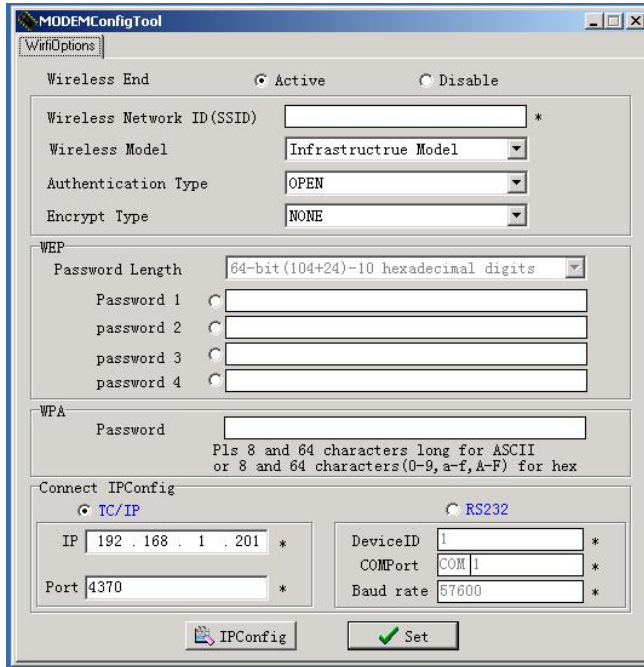 MODEMConfigTool
WirfiOptions
Wireless End Active Disable
Wireless Network ID(SSID) *
Wireless Model Infrastructrue Model
Authentication Type OPEN
Encrypt Type NONE
WEP
Password Length 64-bit(104+24)-10 hexadecimal digits
Password 1
password 2
password 3
password 4
WPA
Password
Pls 8 and 64 characters long for ASCII
or 8 and 64 characters(0-9,a-f,A-F) for hex
Connect IPConfig
TC/IP RS232
IP 192 . 168 . 1 . 201 * DeviceID 1 *
COMPort COM 1 *
Port 4370 * Baud rate 57600 *
IPConfig Set